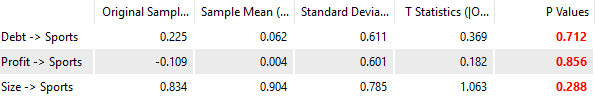 Original Sampl... Sample Mean (... Standard Devia... T Statistics (|O... P Values
Debt -> Sports 0.225 0.062 0.611 0.369 0.712
Profit -> Sports -0.109 0.004 0.601 0.182 0.856
Size -> Sports 0.834 0.904 0.785 1.063 0.288